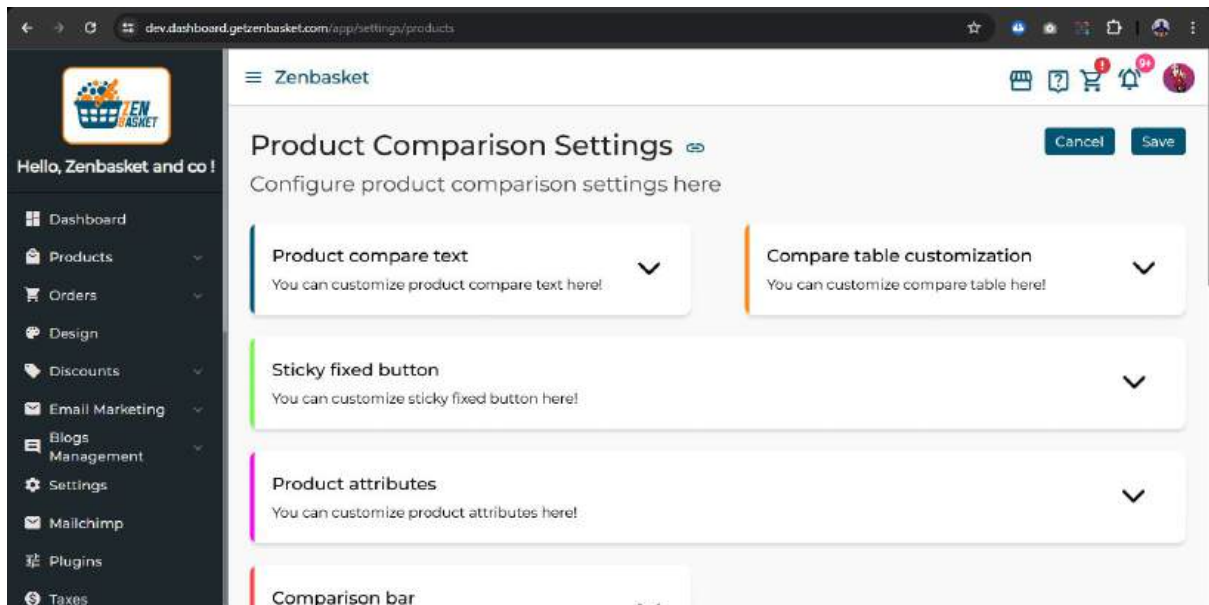 dev.dashboard.getzenbasket.com/app/settings/products
ZEN
BASKET
Hello, Zenbasket and co !
Dashboard
Products
Orders
Design
Discounts
Email Marketing
Blogs
Management
Settings
Mailchimp
Plugins
Taxes
Zenbasket
9+
Product Comparison Settings
Cancel
Save
Configure product comparison settings here
Product compare text
You can customize product compare text here!
Compare table customization
You can customize compare table here!
Sticky fixed button
You can customize sticky fixed button here!
Product attributes
You can customize product attributes here!
Comparison bar